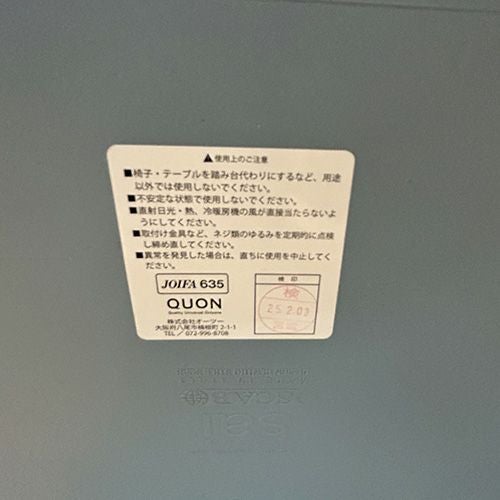 ▲使用上のご注意
■椅子・テーブルを踏み台代わりにするなど、用途
以外では使用しないでください。
■不安定な状態で使用しないでください。
■直射日光・熱、冷暖房機の風が直接当たらないよ
うにしてください。
■取付け金具など、ネジ類のゆるみを定期的に点検
し締め直してください。
■異常を発見した場合は、直ちに使用を中止してく
ださい。
JOIFA 635
QUON
Quality Universal Orizuru
株式会社オーツー
大阪府八尾市楠根町2-1-1
TEL / 072-996-8708
検 印
検
25.2.03
SCAB